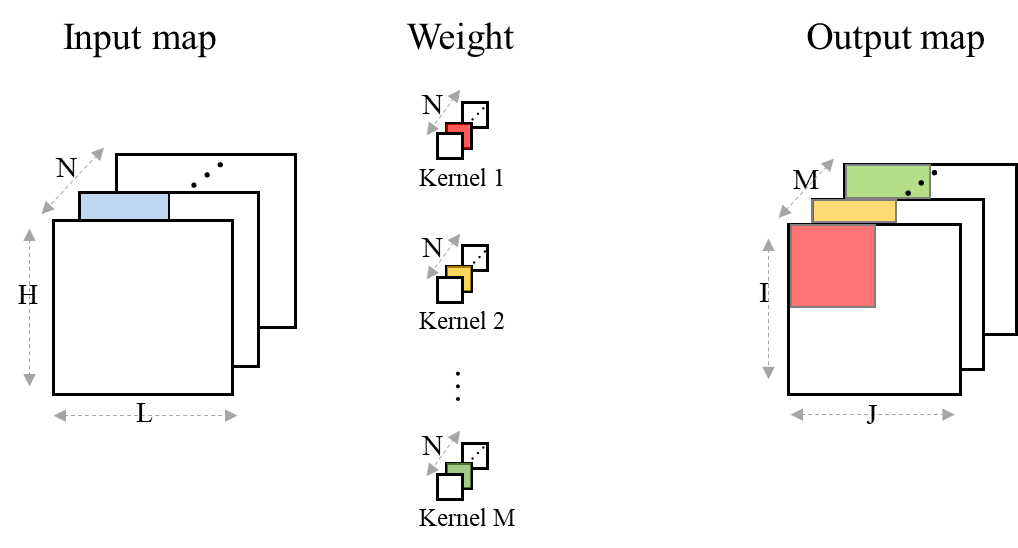 Input map
Weight
Output map
N
H
L
N
Kernel 1
N
Kernel 2
N
Kernel M
M
I
J